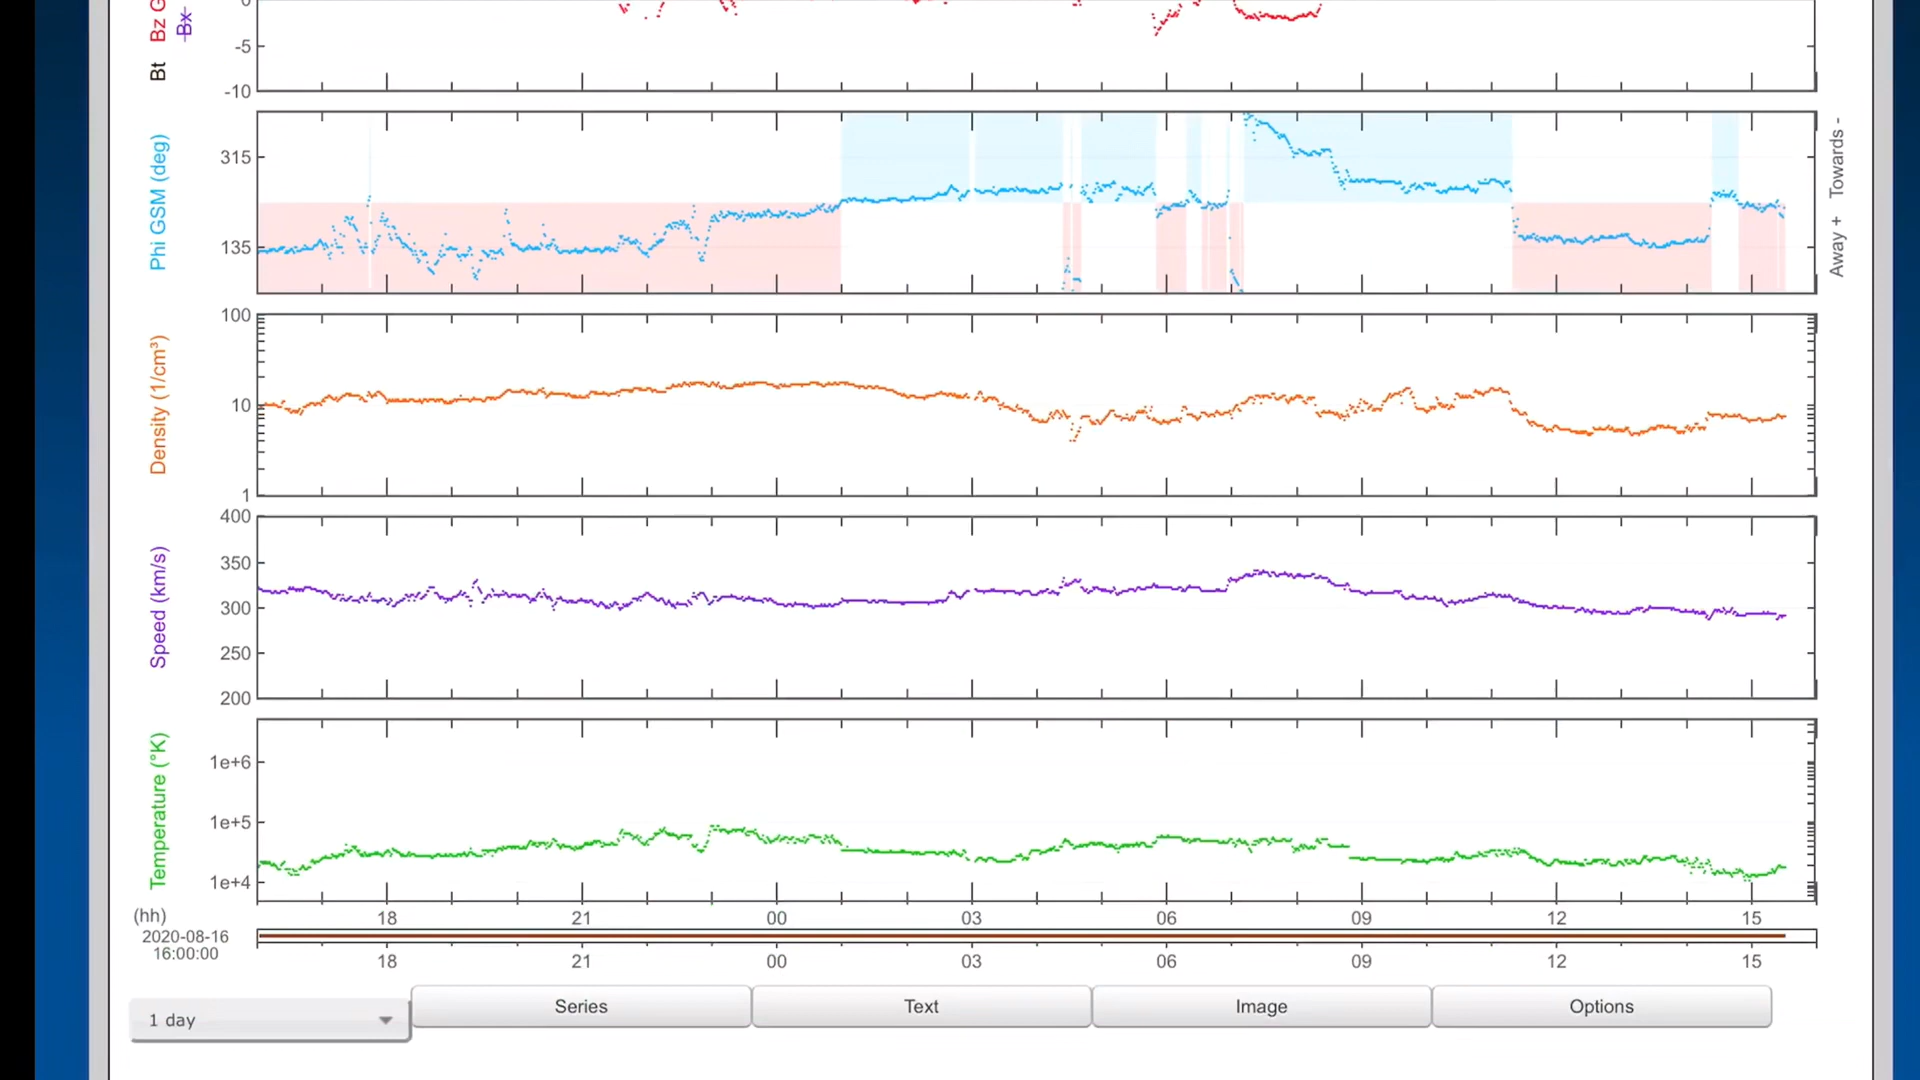 0
Bz G
Bx
-5
Bt
-10
Phi GSM (deg)
315
135
Away + Towards -
100
Density (1/cm³)
10
1
400
Speed (km/s)
350
300
250
200
Temperature (°K)
1e+6
1e+5
1e+4
(hh)
18 21 00 03 06 09 12 15
2020-08-16
16:00:00
18 21 00 03 06 09 12 15
1 day
Series
Text
Image
Options